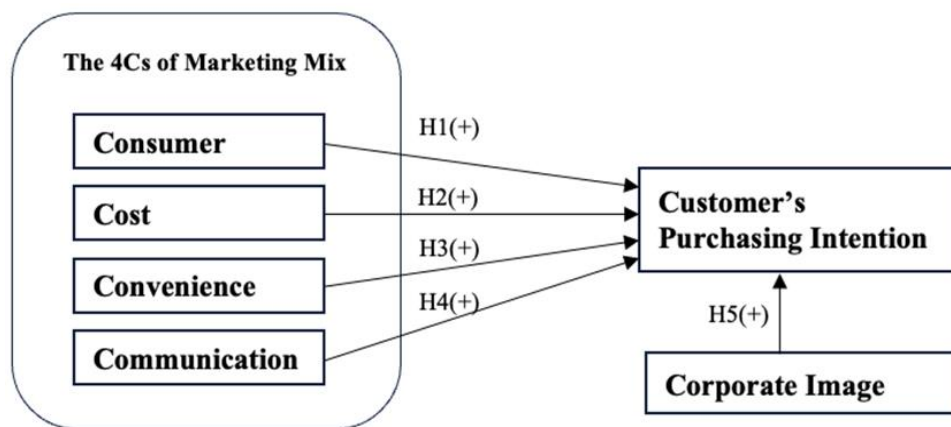 The 4Cs of Marketing Mix
Consumer
Cost
Convenience
Communication
H1(+)
H2(+)
H3(+)
H4(+)
Customer’s
Purchasing Intention
H5(+)
Corporate Image